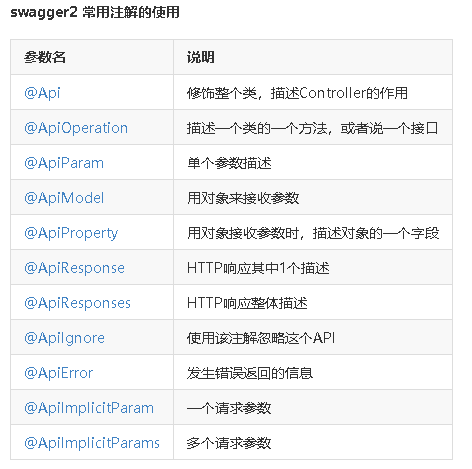 swagger2 常用注解的使用
参数名 说明
@Api 修饰整个类，描述Controller的作用
@ApiOperation 描述一个类的一个方法，或者说一个接口
@ApiParam 单个参数描述
@ApiModel 用对象来接收参数
@ApiProperty 用对象接收参数时，描述对象的一个字段
@ApiResponse HTTP响应其中1个描述
@ApiResponses HTTP响应整体描述
@ApiIgnore 使用该注解忽略这个API
@ApiError 发生错误返回的信息
@ApiImplicitParam 一个请求参数
@ApiImplicitParams 多个请求参数